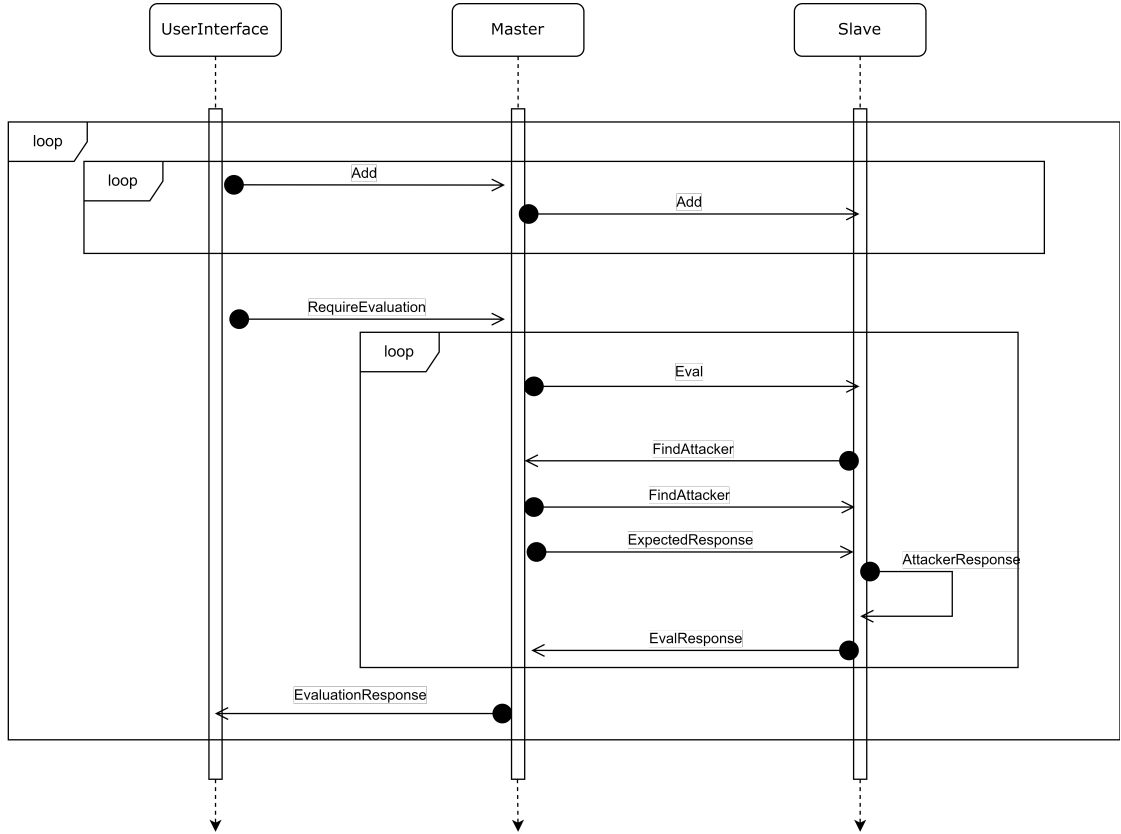 UserInterface
Master
Slave
loop
loop
Add
Add
RequireEvaluation
loop
Eval
FindAttacker
FindAttacker
ExpectedResponse
AttackerResponse
EvalResponse
EvaluationResponse